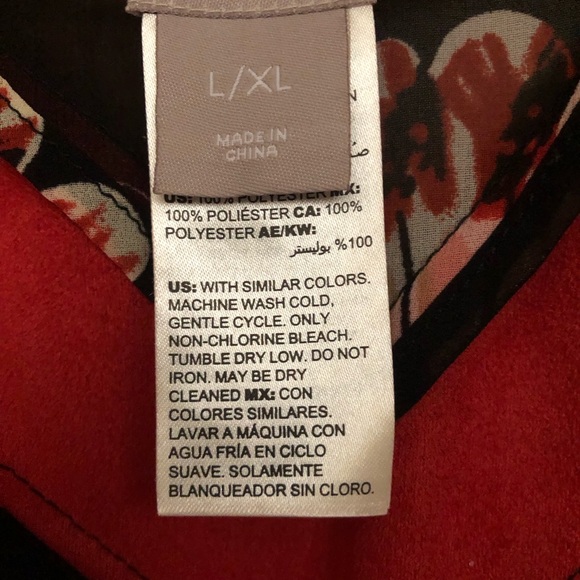 L/XL
MADE IN
CHINA
N
US: 100% POLYESTER MX:
100% POLIÉSTER CA: 100%
POLYESTER AE/KW:
100% بوليستر
US: WITH SIMILAR COLORS.
MACHINE WASH COLD,
GENTLE CYCLE. ONLY
NON-CHLORINE BLEACH.
TUMBLE DRY LOW. DO NOT
IRON. MAY BE DRY
CLEANED MX: CON
COLORES SIMILARES.
LAVAR A MÁQUINA CON
AGUA FRÍA EN CICLO
SUAVE. SOLAMENTE
BLANQUEADOR SIN CLORO.